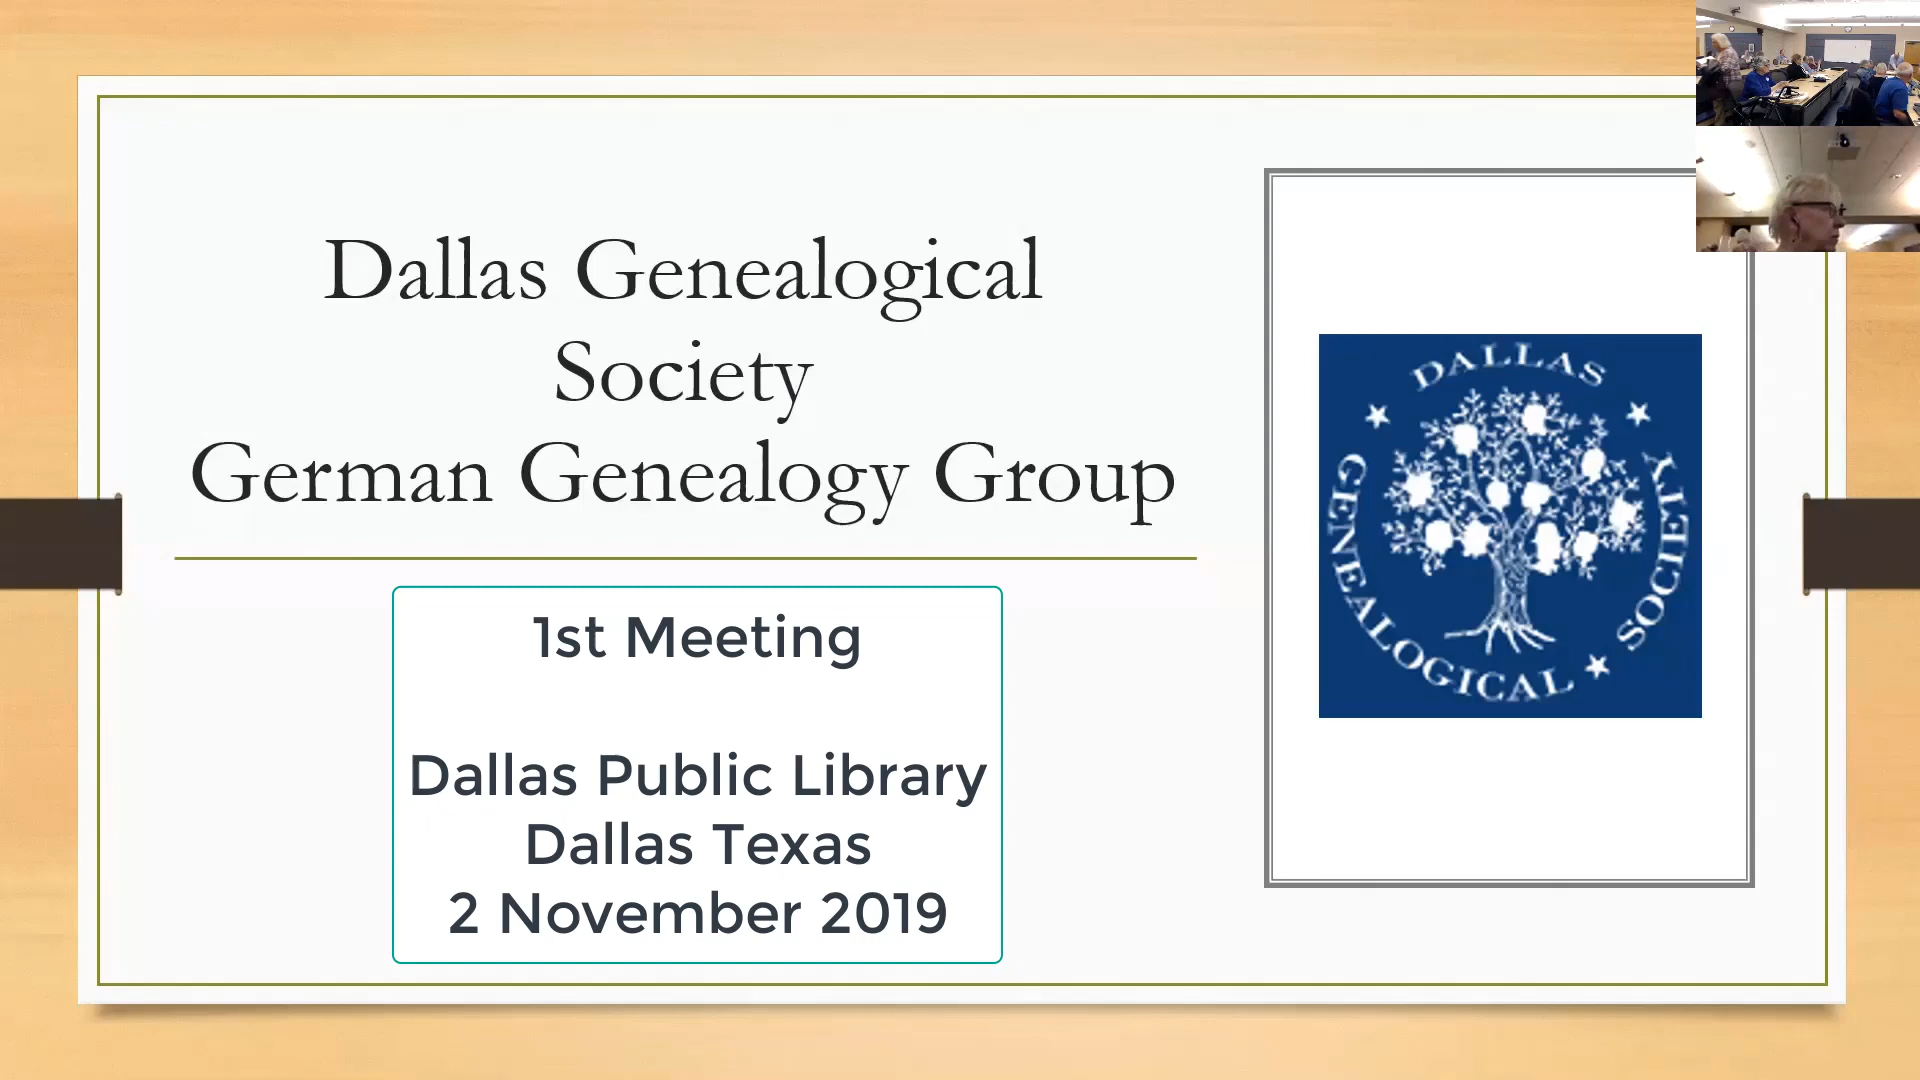 Dallas Genealogical
Society
German Genealogy Group
1st Meeting
Dallas Public Library
Dallas Texas
2 November 2019
DALLAS
GENEALOGICAL
SOCIETY